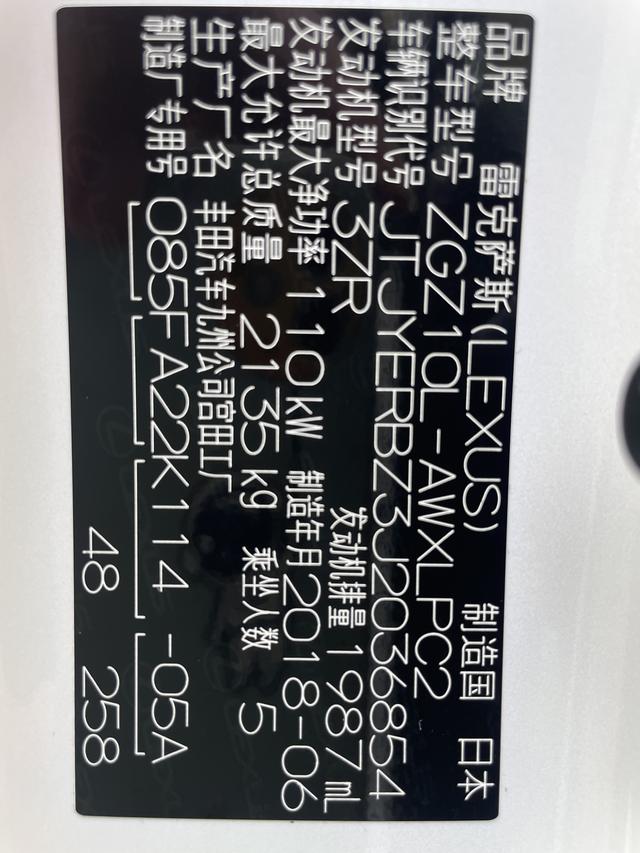 品牌 雷克萨斯(LEXUS) 制造国 日本
整车型号 ZGZ10L-AWXLPC2
车辆识别代号 JTJYERBZ3J2036854
发动机型号 3ZR 发动机排量 1987 mL
发动机最大净功率 110kW 制造年月 2018-06
最大允许总质量 2135kg 乘坐人数 5
生产厂名 丰田汽车九州公司宫田工厂
制造厂专用号 085FA22K114 -05A
48 258